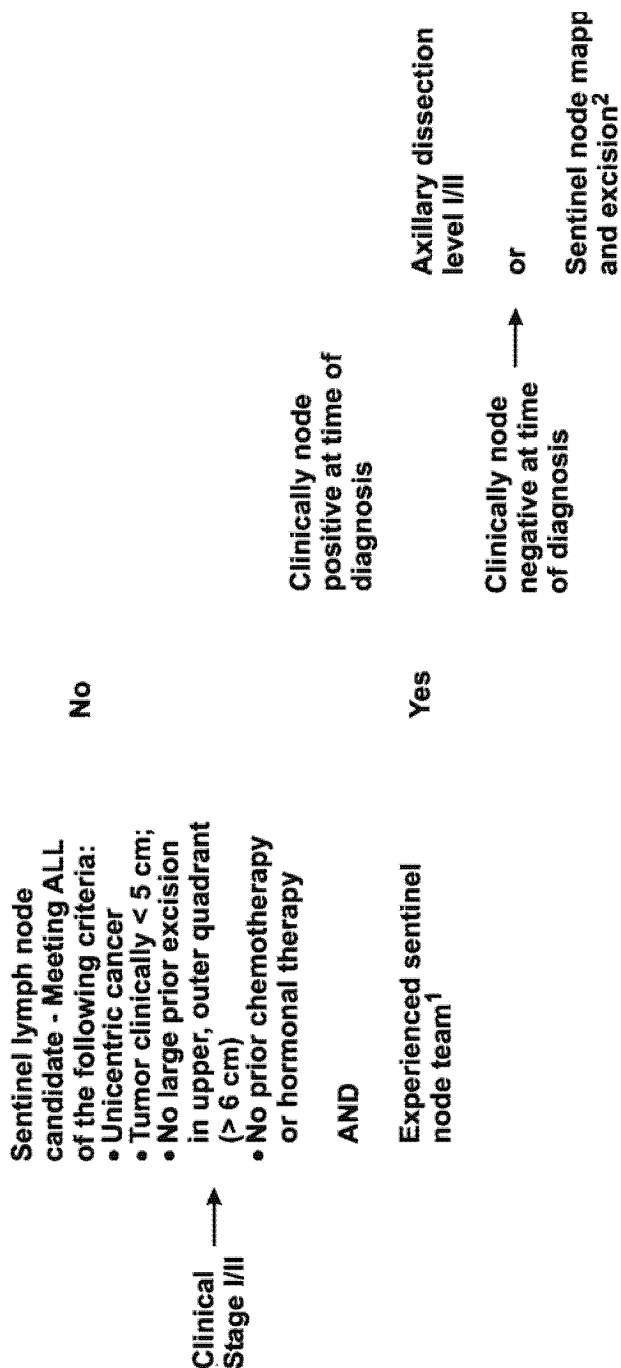 Clinical
Stage I/II
Sentinel lymph node
candidate - Meeting ALL
of the following criteria:
• Unicentric cancer
• Tumor clinically < 5 cm;
• No large prior excision
in upper, outer quadrant
(> 6 cm)
• No prior chemotherapy
or hormonal therapy
AND
Experienced sentinel
node team1
No
Yes
Clinically node
positive at time of
diagnosis
Clinically node
negative at time
of diagnosis
Axillary dissection
level I/II
or
Sentinel node mapp
and excision2